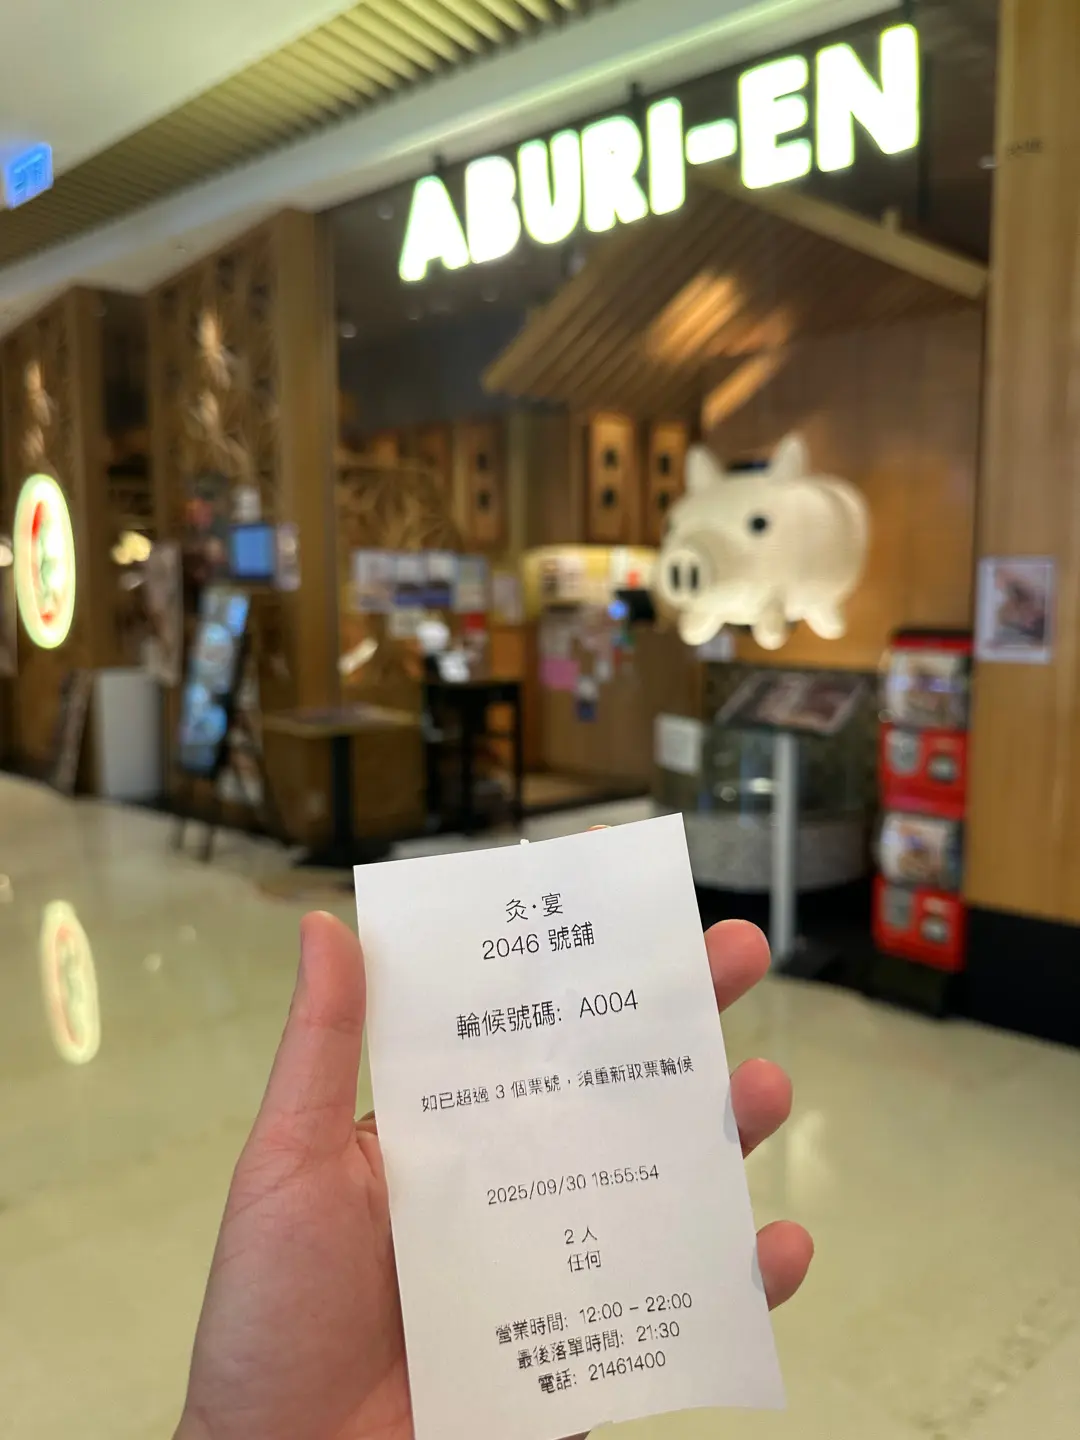 ABURI-EN
灸·宴
2046 號舖
輪候號碼: A004
如已超過 3 個票號，須重新取票輪候
2025/09/30 18:55:54
2 人
任何
營業時間: 12:00 - 22:00
最後落單時間: 21:30
電話: 21461400